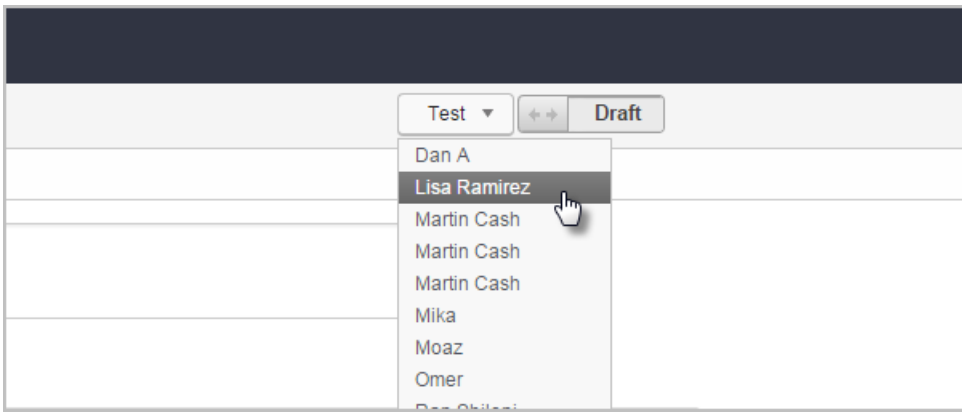 Test
Draft
Dan A
Lisa Ramirez
Martin Cash
Martin Cash
Martin Cash
Mika
Moaz
Omer